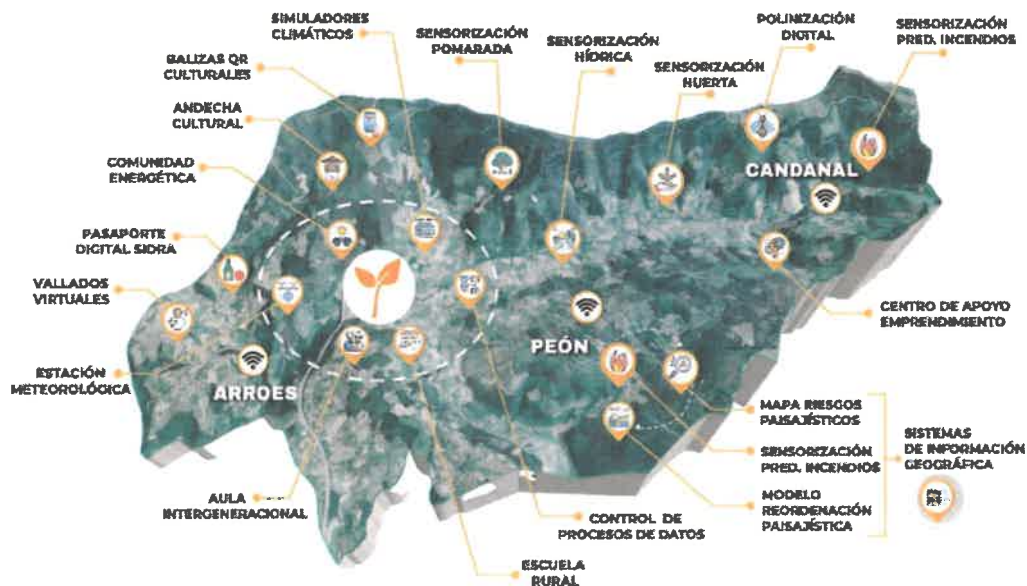 SIMULADORES
CLIMÁTICOS
BALIZAS QR
CULTURALES
ANDECHA
CULTURAL
COMUNIDAD
ENERGÉTICA
PASAPORTE
DIGITAL SIDRA
VALLADOS
VIRTUALES
ESTACIÓN
METEOROLÓGICA
SENSORIZACIÓN
POMARADA
SENSORIZACIÓN
HÍDRICA
SENSORIZACIÓN
HUERTA
POLINIZACIÓN
DIGITAL
SENSORIZACIÓN
PRED. INCENDIOS
CANDANAL
PEÓN
ARROES
CENTRO DE APOYO
EMPRENDIMIENTO
MAPA RIESGOS
PAISAJÍSTICOS
SENSORIZACIÓN
PRED. INCENDIOS
MODELO
REORDENACIÓN
PAISAJÍSTICA
SISTEMAS
DE INFORMACIÓN
GEOGRÁFICA
AULA
INTERGENERACIONAL
CONTROL DE
PROCESOS DE DATOS
ESCUELA
RURAL